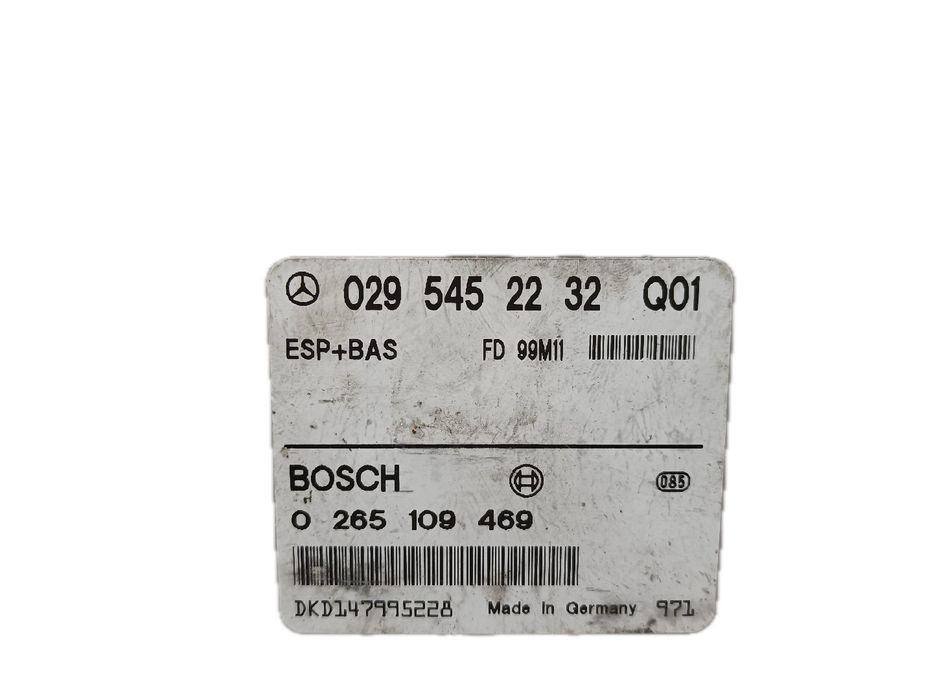 029 545 22 32 Q01
ESP+BAS FD 99M11
BOSCH 085
0 265 109 469
DKD147995228 Made In Germany 971